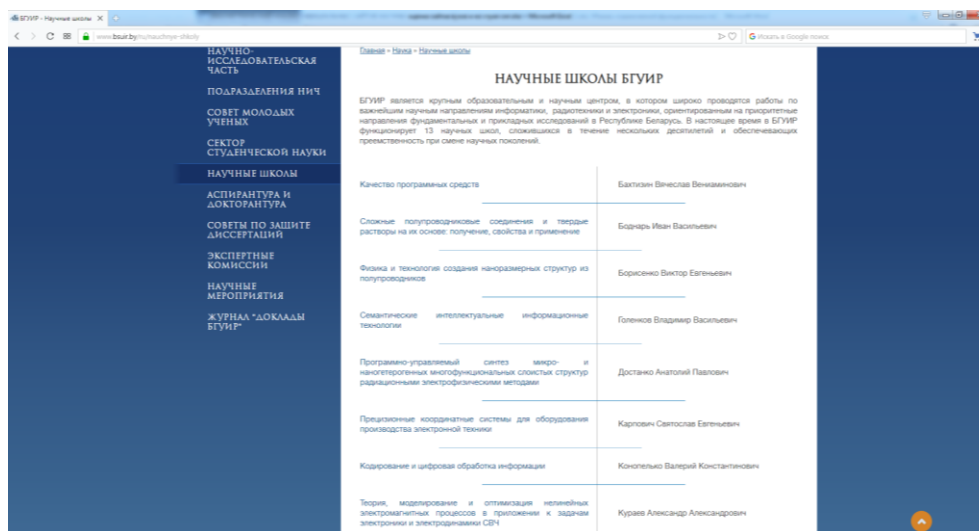 БГУИР - Научные школы
www.bsuir.by/ru/nauchnye-shkoly
Искать в Google поиск
НАУЧНО-
ИССЛЕДОВАТЕЛЬСКАЯ
ЧАСТЬ
ПОДРАЗДЕЛЕНИЯ НИЧ
СОВЕТ МОЛОДЫХ
УЧЕНЫХ
СЕКТОР
СТУДЕНЧЕСКОЙ НАУКИ
НАУЧНЫЕ ШКОЛЫ
АСПИРАНТУРА И
ДОКТОРАНТУРА
СОВЕТЫ ПО ЗАЩИТЕ
ДИССЕРТАЦИЙ
ЭКСПЕРТНЫЕ
КОМИССИИ
НАУЧНЫЕ
МЕРОПРИЯТИЯ
ЖУРНАЛ "ДОКЛАДЫ
БГУИР"
Главная - Наука - Научные школы
НАУЧНЫЕ ШКОЛЫ БГУИР
БГУИР является крупным образовательным и научным центром, в котором широко проводятся работы по
важнейшим научным направлениям информатики, радиотехники и электроники, ориентированным на приоритетные
направления фундаментальных и прикладных исследований в Республике Беларусь. В настоящее время в БГУИР
функционирует 13 научных школ, сложившихся в течение нескольких десятилетий и обеспечивающих
преемственность при смене научных поколений.
Качество программных средств
Бахтизин Вячеслав Вениаминович
Сложные полупроводниковые соединения и твердые
растворы на их основе: получение, свойства и применение
Боднарь Иван Васильевич
Физика и технология создания наноразмерных структур из
полупроводников
Борисенко Виктор Евгеньевич
Семантические интеллектуальные информационные
технологии
Голенков Владимир Васильевич
Программно-управляемый синтез микро- и
наногетерогенных многофункциональных слоистых структур
радиационными электрофизическими методами
Достанко Анатолий Павлович
Прецизионные координатные системы для оборудования
производства электронной техники
Карпович Святослав Евгеньевич
Кодирование и цифровая обработка информации
Конопелько Валерий Константинович
Теория, моделирование и оптимизация нелинейных
электромагнитных процессов в приложении к задачам
электроники и электродинамики СВЧ
Кураев Александр Александрович